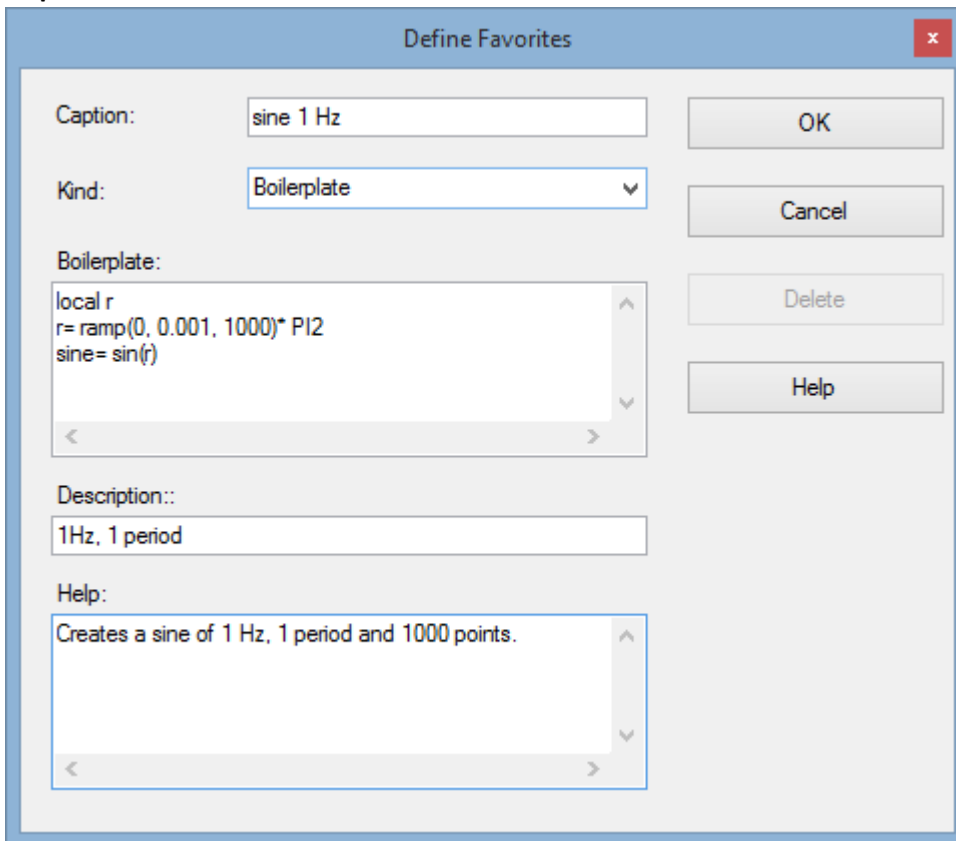 Define Favorites
x
Caption:
sine 1 Hz
OK
Kind:
Boilerplate
Cancel
Boilerplate:
local r
r= ramp(0, 0.001, 1000)* PI2
sine= sin(r)
Delete
Help
Description::
1Hz, 1 period
Help:
Creates a sine of 1 Hz, 1 period and 1000 points.